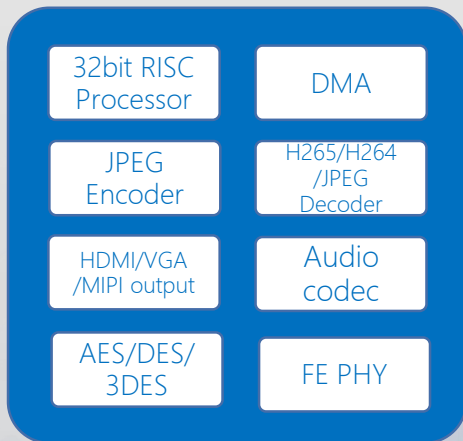 32bit RISC
Processor
DMA
JPEG
Encoder
H265/H264
/JPEG
Decoder
HDMI/VGA
/MIPI output
Audio
codec
AES/DES/
3DES
FE PHY